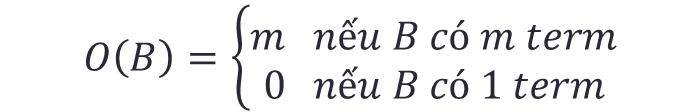 O(B) = { m nếu B có m term
0 nếu B có 1 term